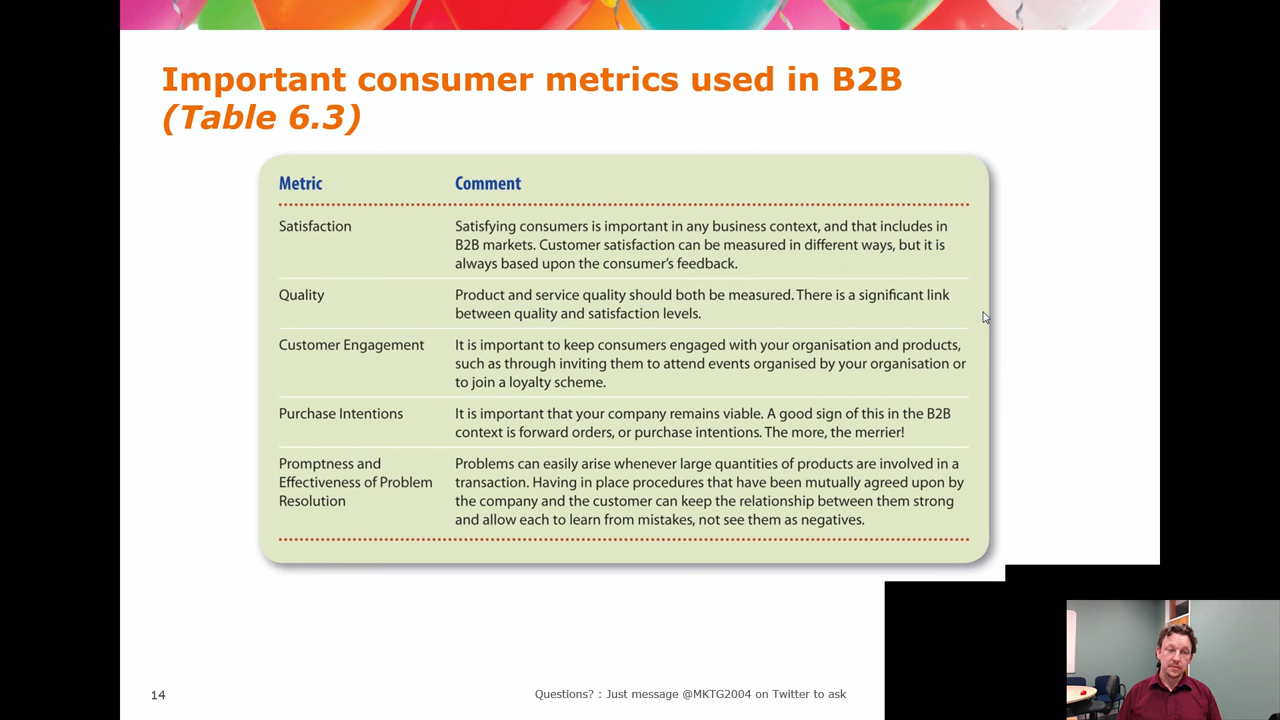 Important consumer metrics used in B2B
(Table 6.3)
Metric
Comment
Satisfaction
Satisfying consumers is important in any business context, and that includes in
B2B markets. Customer satisfaction can be measured in different ways, but it is
always based upon the consumer's feedback.
Quality
Product and service quality should both be measured. There is a significant link
between quality and satisfaction levels.
Customer Engagement
It is important to keep consumers engaged with your organisation and products,
such as through inviting them to attend events organised by your organisation or
to join a loyalty scheme.
Purchase Intentions
It is important that your company remains viable. A good sign of this in the B2B
context is forward orders, or purchase intentions. The more, the merrier!
Promptness and
Effectiveness of Problem
Resolution
Problems can easily arise whenever large quantities of products are involved in a
transaction. Having in place procedures that have been mutually agreed upon by
the company and the customer can keep the relationship between them strong
and allow each to learn from mistakes, not see them as negatives.
14
Questions? : Just message @MKTG2004 on Twitter to ask